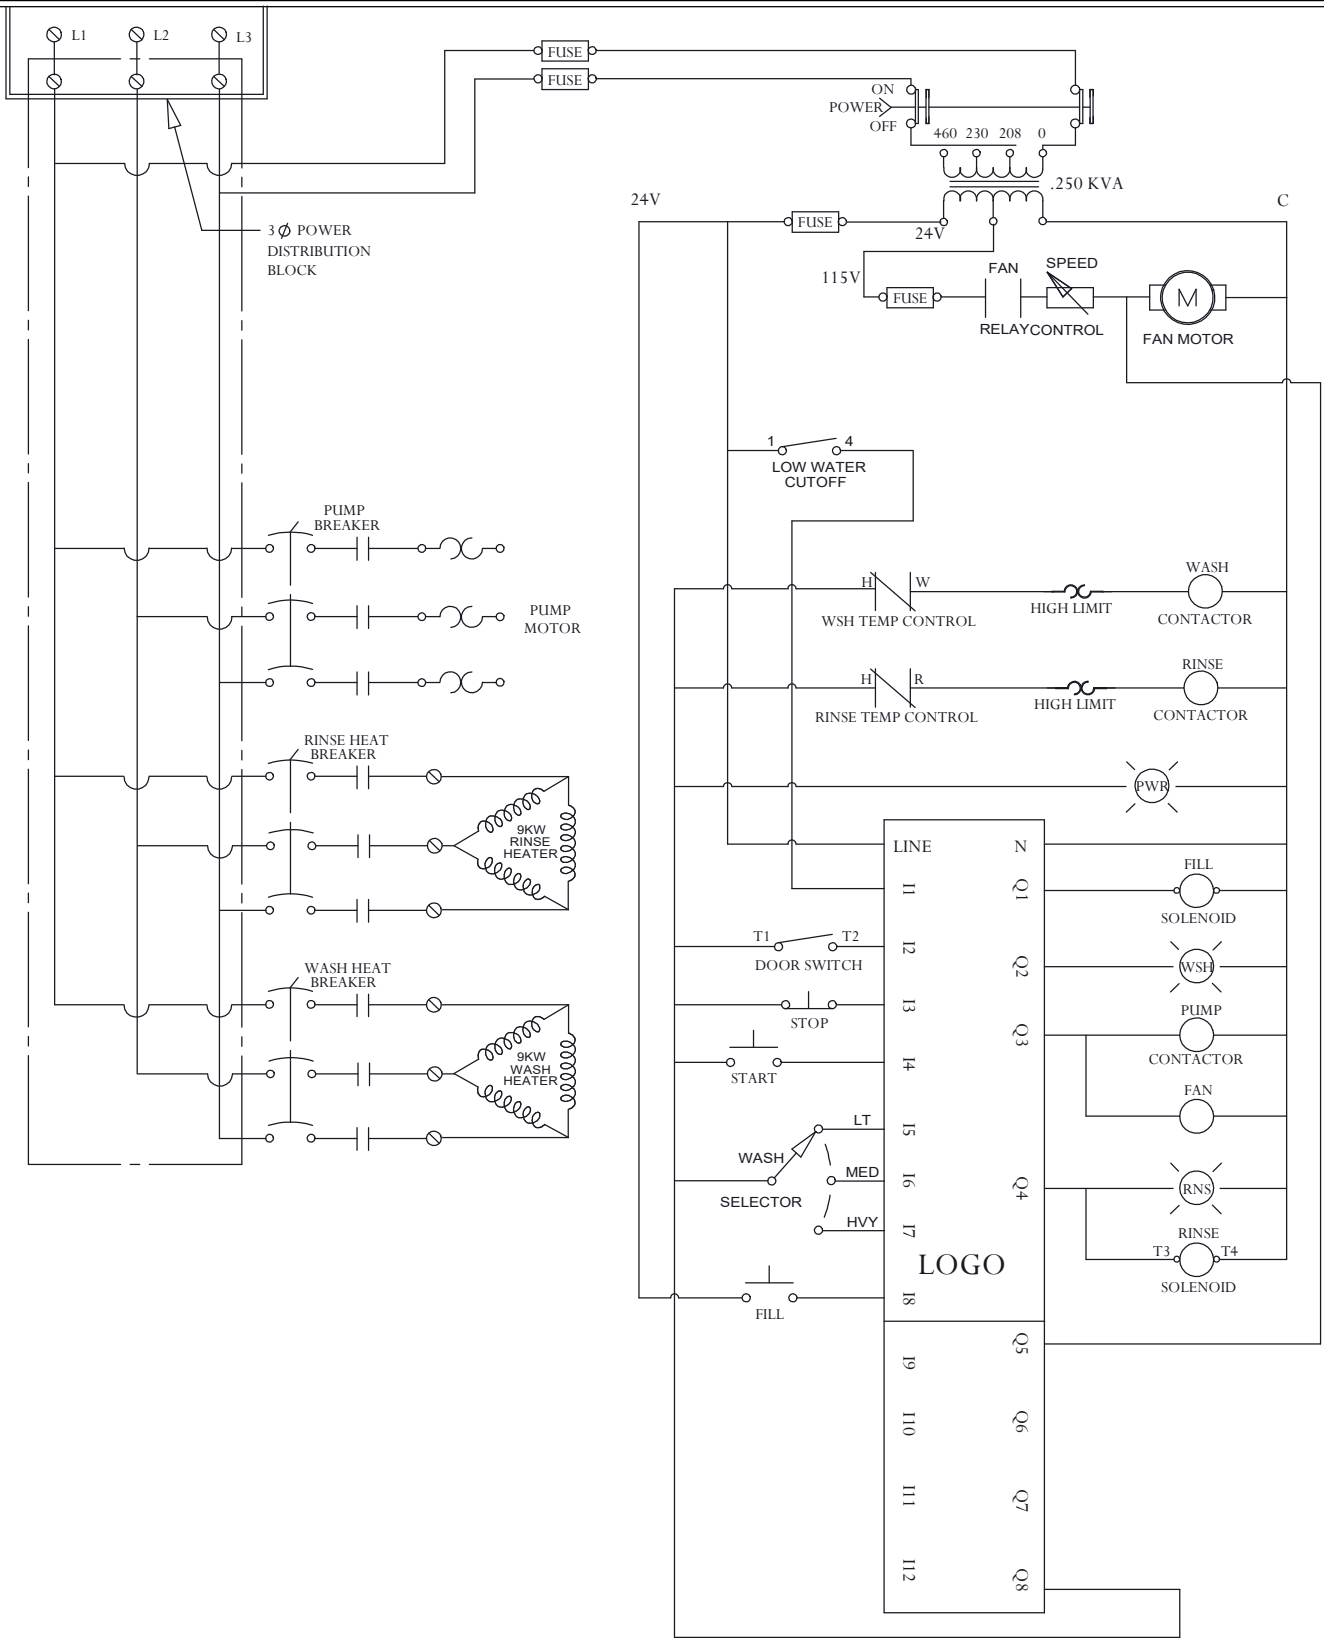 L1
L2
L3
FUSE
FUSE
ON
POWER
OFF
460 230 208 0
.250 KVA
24V
C
FUSE
24V
3 Ø POWER
DISTRIBUTION
BLOCK
115V
FUSE
FAN
RELAY
SPEED
CONTROL
M
FAN MOTOR
1
4
LOW WATER
CUTOFF
PUMP
BREAKER
PUMP
MOTOR
H
W
WSH TEMP CONTROL
HIGH LIMIT
WASH
CONTACTOR
H
R
RINSE TEMP CONTROL
HIGH LIMIT
RINSE
CONTACTOR
RINSE HEAT
BREAKER
9KW
RINSE
HEATER
PWR
LINE
N
I1
Q1
FILL
SOLENOID
T1
T2
DOOR SWITCH
I2
Q2
WSH
WASH HEAT
BREAKER
9KW
WASH
HEATER
STOP
I3
Q3
PUMP
CONTACTOR
START
I4
FAN
LT
I5
WASH
SELECTOR
MED
I6
Q4
RNS
HVY
I7
RINSE
T3
T4
SOLENOID
LOGO
FILL
I8
Q5
I9
I10
Q6
I11
Q7
I12
Q8